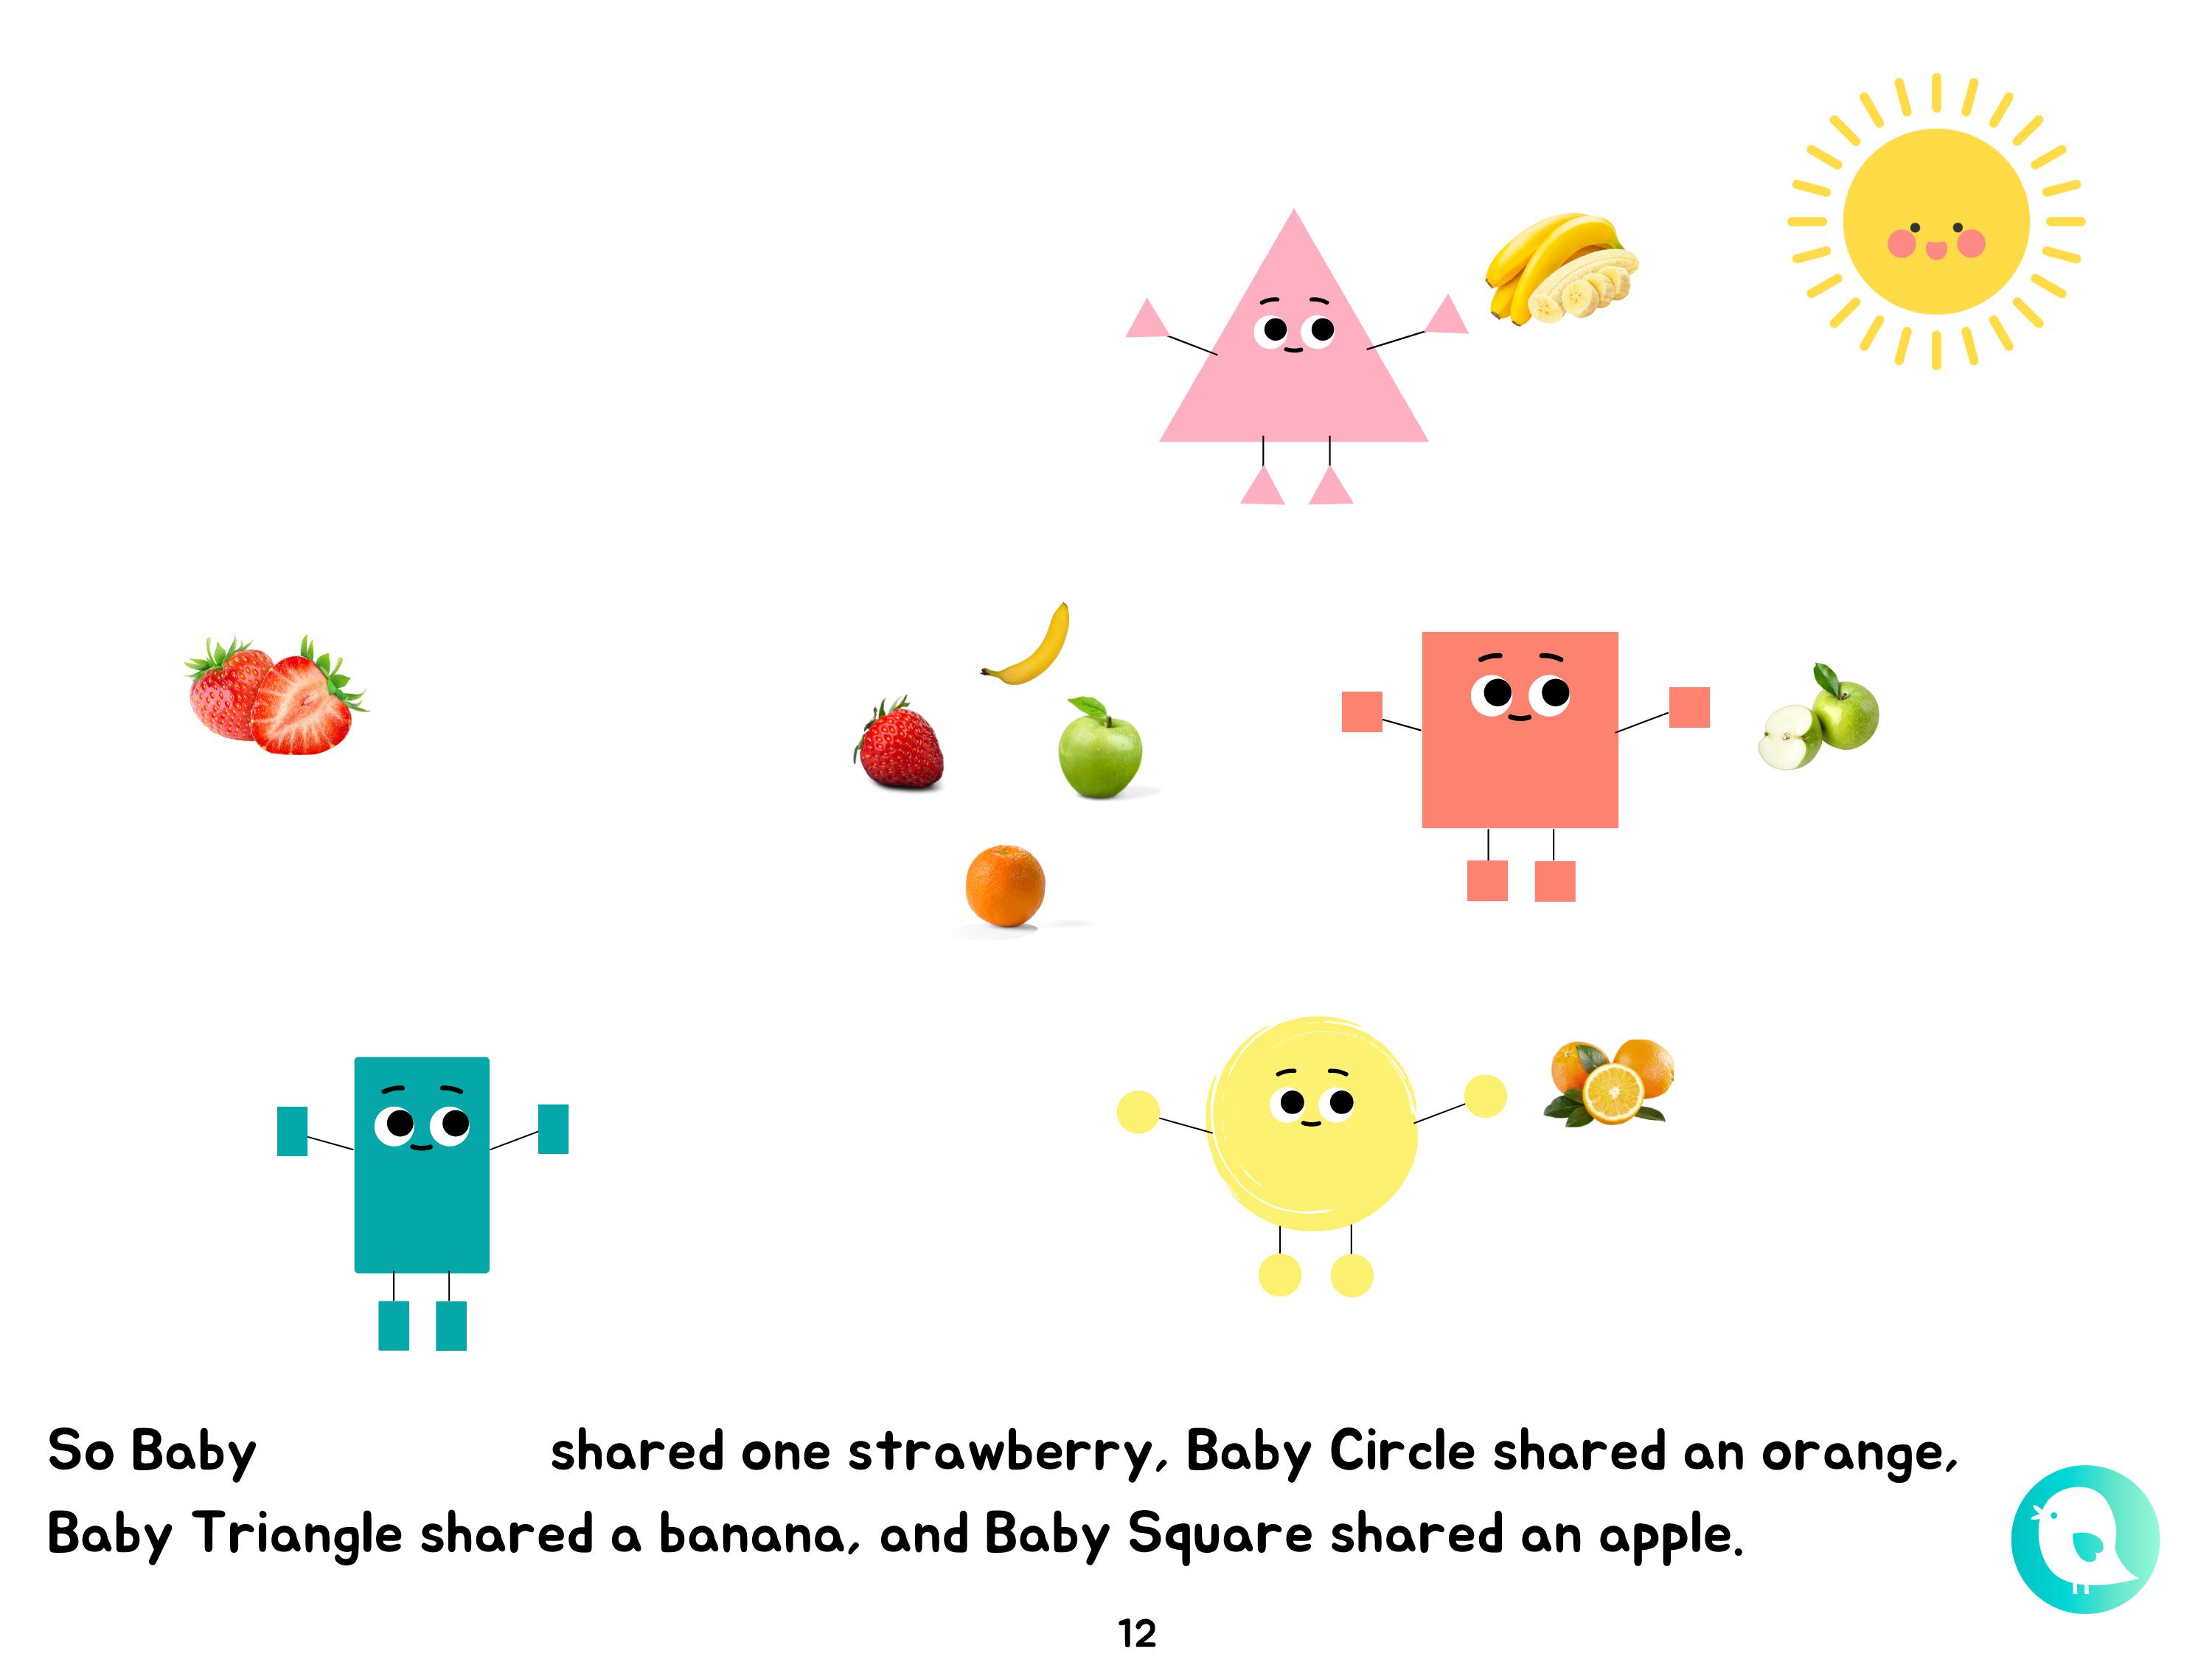 So Baby shared one strawberry, Baby Circle shared an orange,
Baby Triangle shared a banana, and Baby Square shared an apple.
12